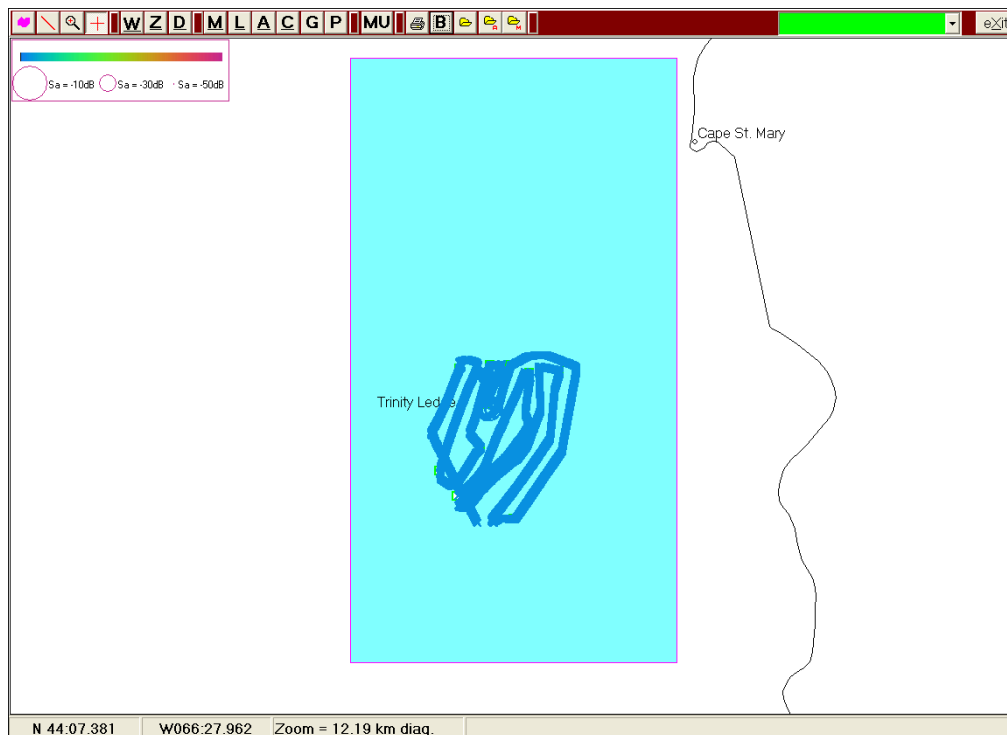 W Z D M L A C G P MU B A M eXit
Sa = -10dB Sa = -30dB Sa = -50dB
Cape St. Mary
Trinity Ledge
N 44:07.381 W066:27.962 Zoom = 12.19 km diag.